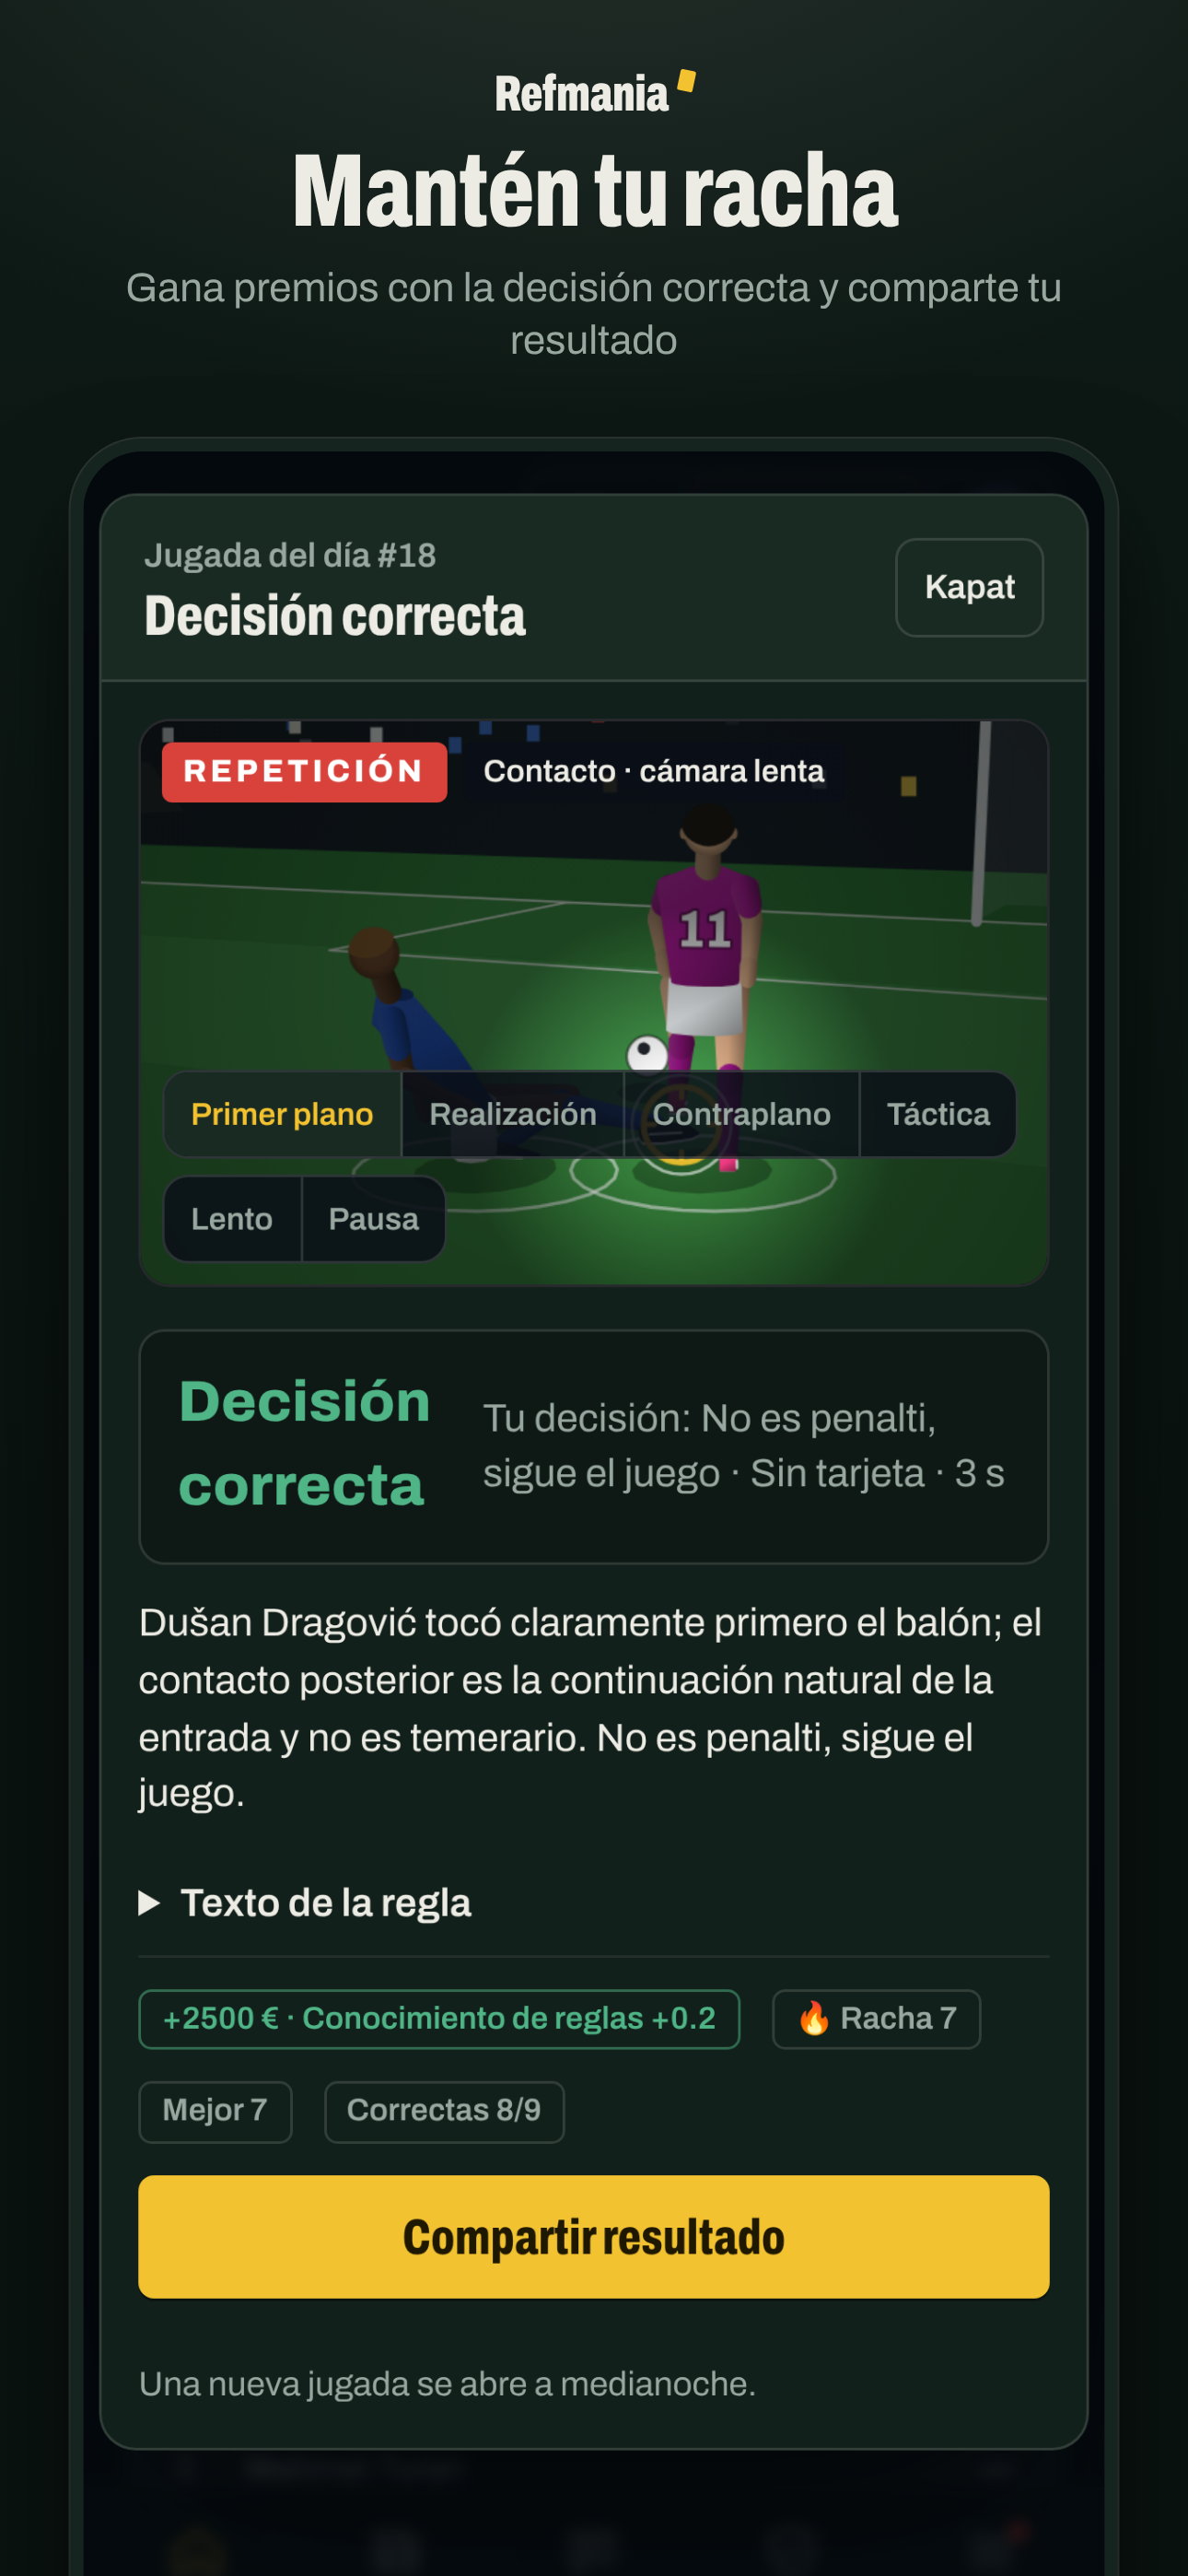 Refmania
Mantén tu racha
Gana premios con la decisión correcta y comparte tu
resultado
Jugada del día #18
Decisión correcta
Kapat
REPETICIÓN
Contacto · cámara lenta
11
Primer plano
Realización
Contraplano
Táctica
Lento
Pausa
Decisión
correcta
Tu decisión: No es penalti,
sigue el juego · Sin tarjeta · 3 s
Dušan Dragović tocó claramente primero el balón; el
contacto posterior es la continuación natural de la
entrada y no es temerario. No es penalti, sigue el
juego.
▶ Texto de la regla
+2500 € · Conocimiento de reglas +0.2
🔥 Racha 7
Mejor 7
Correctas 8/9
Compartir resultado
Una nueva jugada se abre a medianoche.